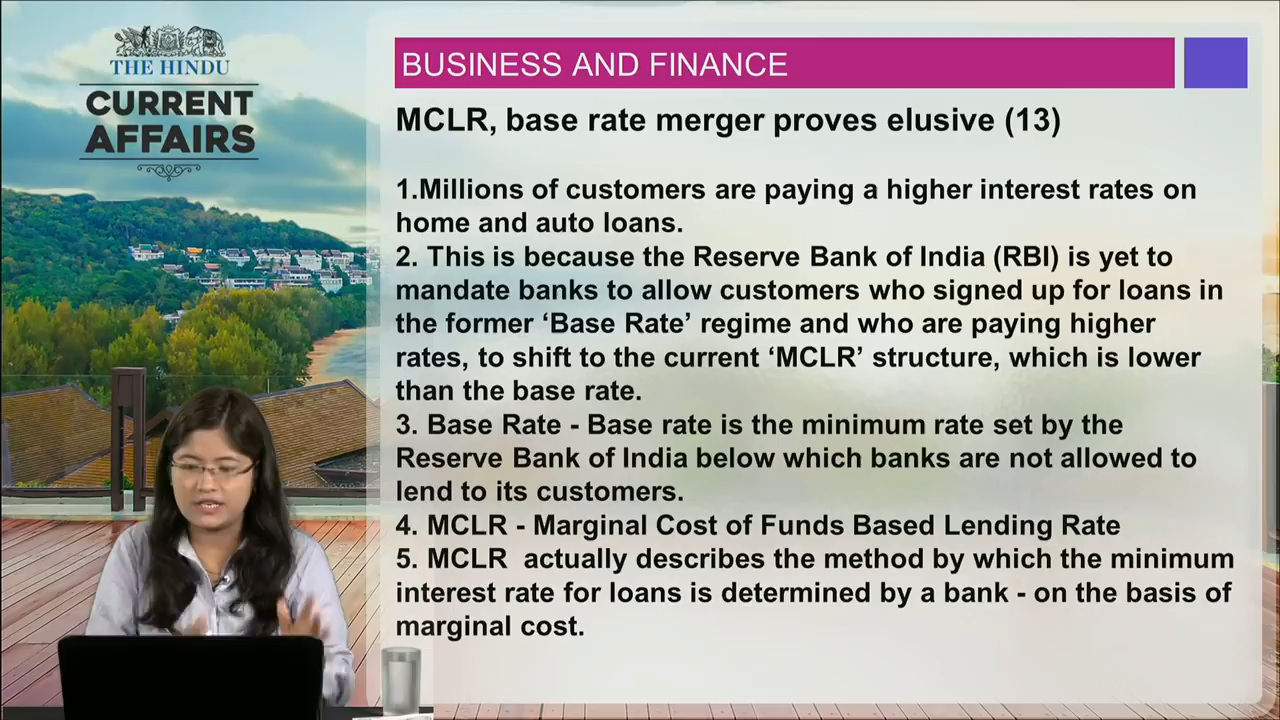 THE HINDU
CURRENT
AFFAIRS
BUSINESS AND FINANCE
MCLR, base rate merger proves elusive (13)
1.Millions of customers are paying a higher interest rates on
home and auto loans.
2. This is because the Reserve Bank of India (RBI) is yet to
mandate banks to allow customers who signed up for loans in
the former ‘Base Rate’ regime and who are paying higher
rates, to shift to the current ‘MCLR’ structure, which is lower
than the base rate.
3. Base Rate - Base rate is the minimum rate set by the
Reserve Bank of India below which banks are not allowed to
lend to its customers.
4. MCLR - Marginal Cost of Funds Based Lending Rate
5. MCLR  actually describes the method by which the minimum
interest rate for loans is determined by a bank - on the basis of
marginal cost.